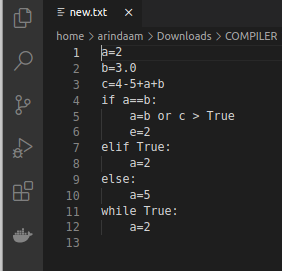 new.txt
home > arindaam > Downloads > COMPILER
1 a=2
2 b=3.0
3 c=4-5+a+b
4 if a==b:
5     a=b or c > True
6     e=2
7 elif True:
8     a=2
9 else:
10     a=5
11 while True:
12     a=2
13